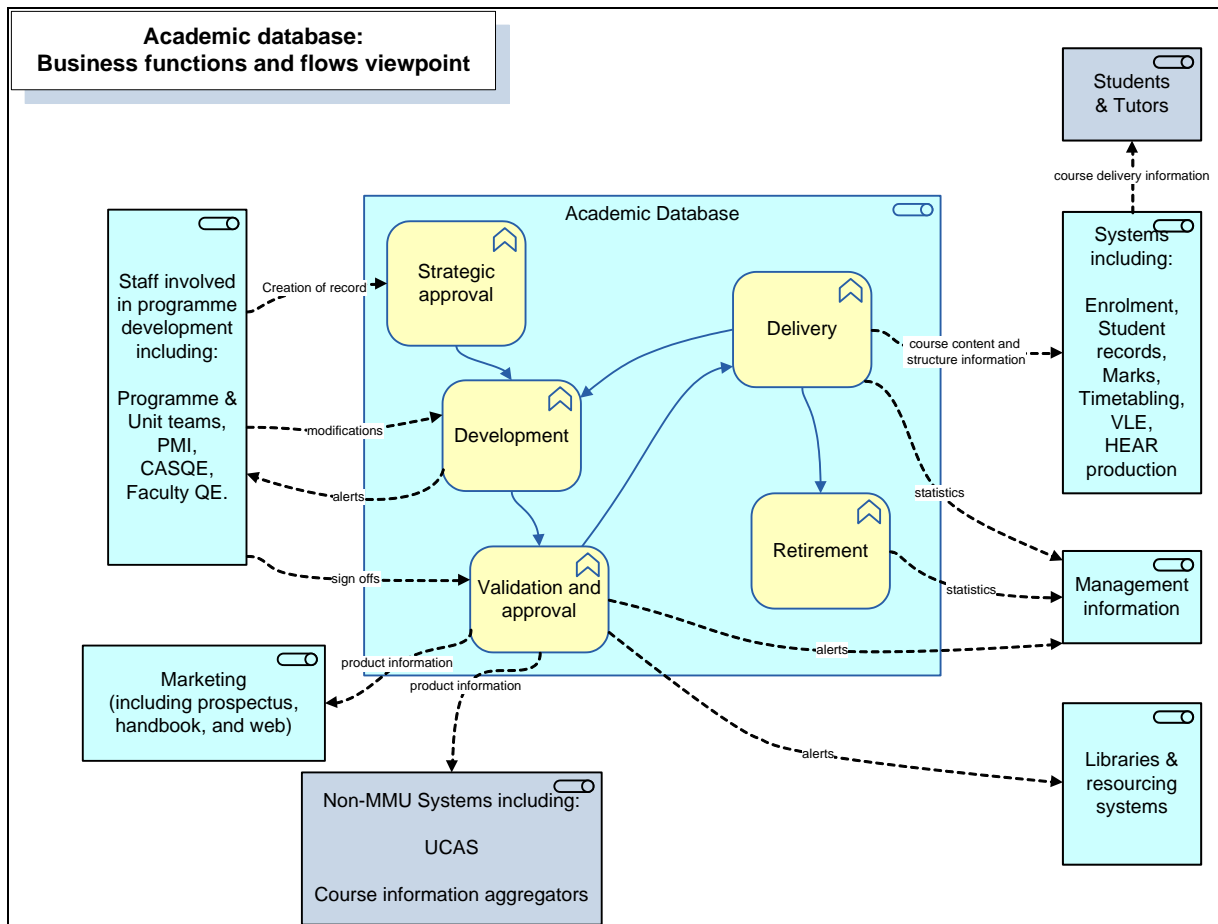 Academic database:
Business functions and flows viewpoint
Students
& Tutors
course delivery information
Academic Database
Staff involved
in programme
development
including:
Programme &
Unit teams,
PMI,
CASQE,
Faculty QE.
Creation of record
Strategic
approval
modifications
Development
alerts
sign offs
Validation and
approval
Delivery
Retirement
course content and
structure information
Systems
including:
Enrolment,
Student
records,
Marks,
Timetabling,
VLE,
HEAR
production
statistics
statistics
Management
information
alerts
alerts
product information
product information
Marketing
(including prospectus,
handbook, and web)
Non-MMU Systems including:
UCAS
Course information aggregators
Libraries &
resourcing
systems